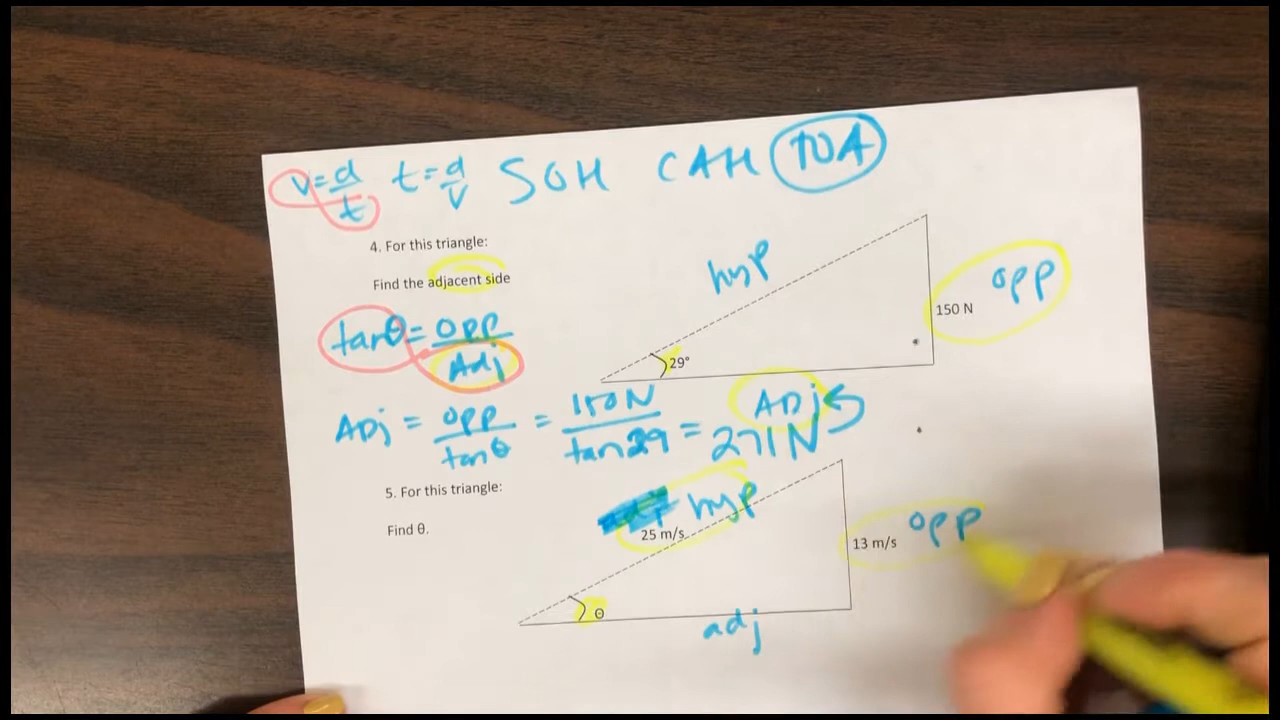 v = d/t t = d/v SOH CAH TOA
4. For this triangle:
Find the adjacent side
hyp
opp
150 N
29°
tanθ = opp/Adj
ADj
ADj = opp/tanθ = 150N/tan29 = 271N
5. For this triangle:
Find θ.
hyp
25 m/s
opp
13 m/s
θ
adj